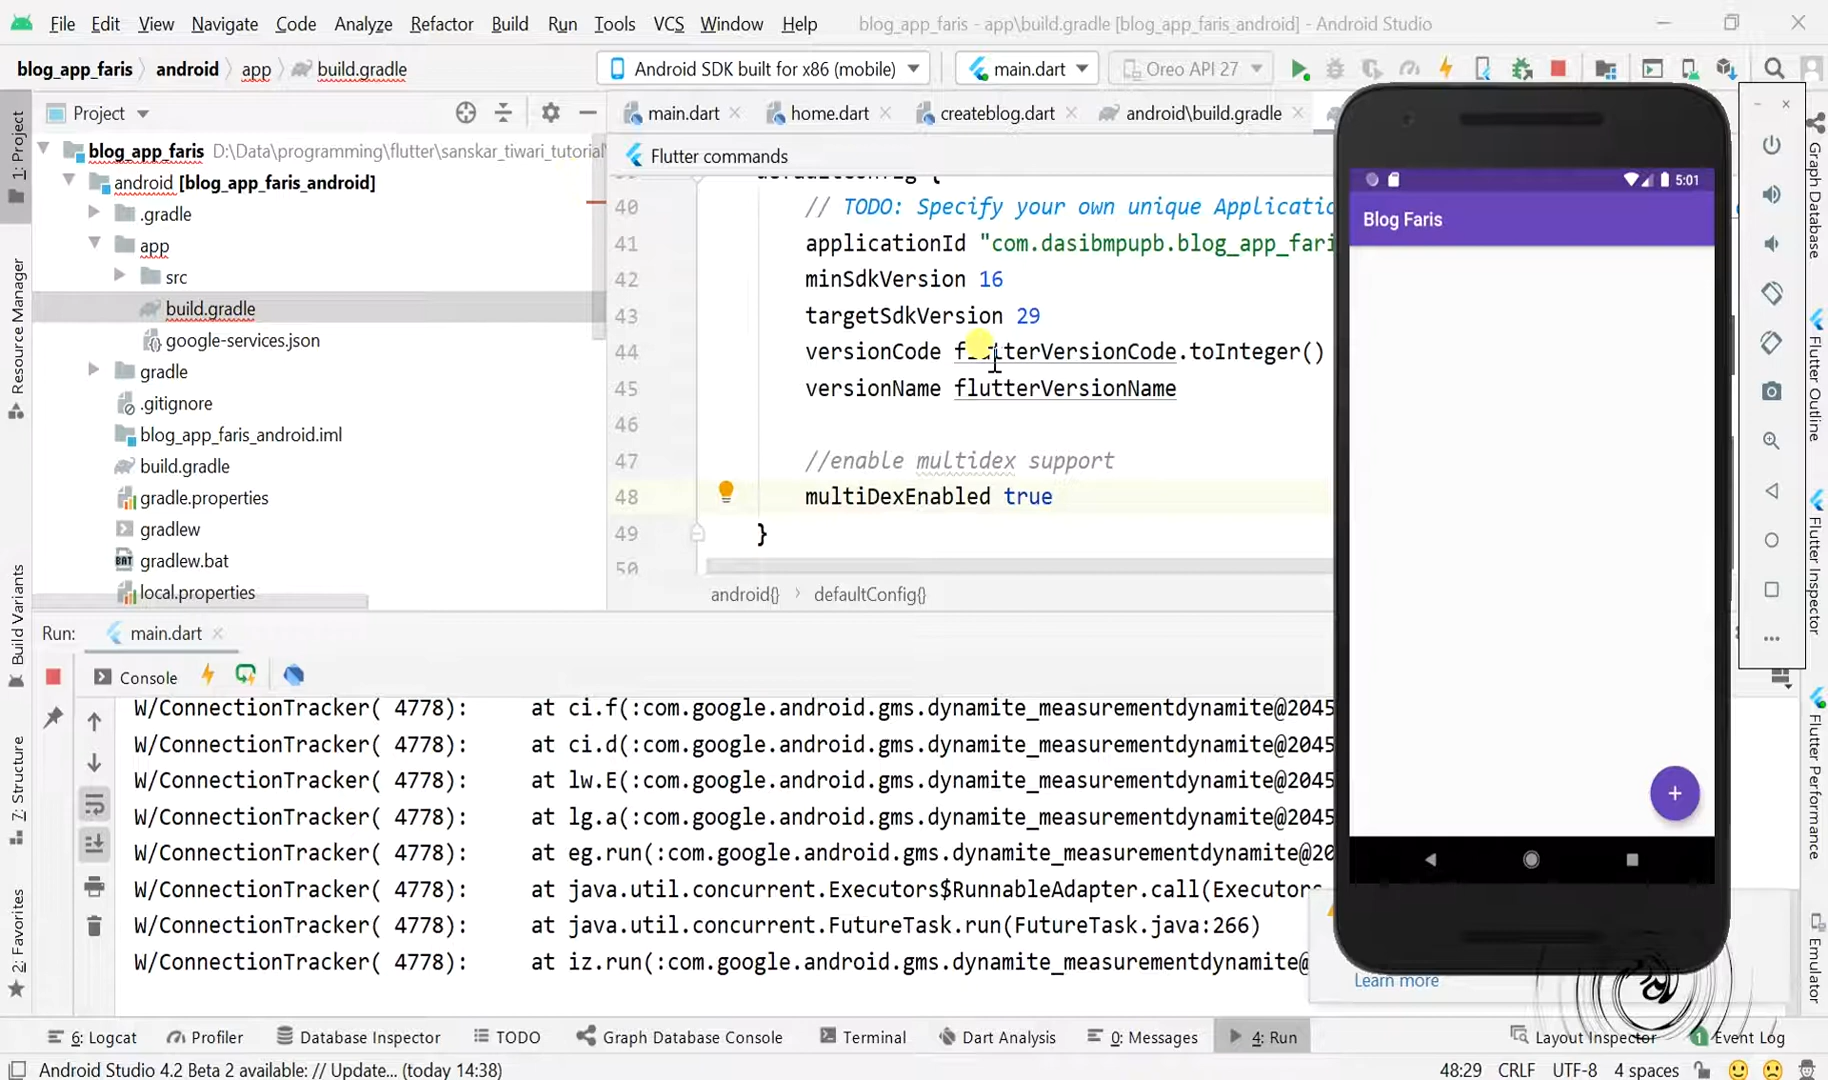 File Edit View Navigate Code Analyze Refactor Build Run Tools VCS Window Help blog_app_faris - app\build.gradle [blog_app_faris_android] - Android Studio
blog_app_faris android app build.gradle Android SDK built for x86 (mobile) main.dart Oreo API 27
Project main.dart home.dart createblog.dart android\build.gradle
blog_app_faris D:\Data\programming\flutter\sanskar_tiwari_tutorial
android [blog_app_faris_android]
.gradle
app
src
build.gradle
google-services.json
gradle
.gitignore
blog_app_faris_android.iml
build.gradle
gradle.properties
gradlew
gradlew.bat
local.properties
Flutter commands
40 // TODO: Specify your own unique Applicatio
41 applicationId "com.dasibmpupb.blog_app_fari
42 minSdkVersion 16
43 targetSdkVersion 29
44 versionCode flutterVersionCode.toInteger()
45 versionName flutterVersionName
46
47 //enable multidex support
48 multiDexEnabled true
49 }
50
android{} defaultConfig{}
5:01
Blog Faris
+
Run: main.dart
Console
W/ConnectionTracker( 4778): at ci.f(:com.google.android.gms.dynamite_measurementdynamite@2045
W/ConnectionTracker( 4778): at ci.d(:com.google.android.gms.dynamite_measurementdynamite@2045
W/ConnectionTracker( 4778): at lw.E(:com.google.android.gms.dynamite_measurementdynamite@2045
W/ConnectionTracker( 4778): at lg.a(:com.google.android.gms.dynamite_measurementdynamite@2045
W/ConnectionTracker( 4778): at eg.run(:com.google.android.gms.dynamite_measurementdynamite@20
W/ConnectionTracker( 4778): at java.util.concurrent.Executors$RunnableAdapter.call(Executors
W/ConnectionTracker( 4778): at java.util.concurrent.FutureTask.run(FutureTask.java:266)
W/ConnectionTracker( 4778): at iz.run(:com.google.android.gms.dynamite_measurementdynamite@
Learn more
1: Project
Resource Manager
Build Variants
7: Structure
2: Favorites
Graph Database
Flutter Outline
Flutter Inspector
Flutter Performance
Emulator
6: Logcat Profiler Database Inspector TODO Graph Database Console Terminal Dart Analysis 0: Messages 4: Run Layout Inspector 1 Event Log
Android Studio 4.2 Beta 2 available: // Update... (today 14:38) 48:29 CRLF UTF-8 4 spaces